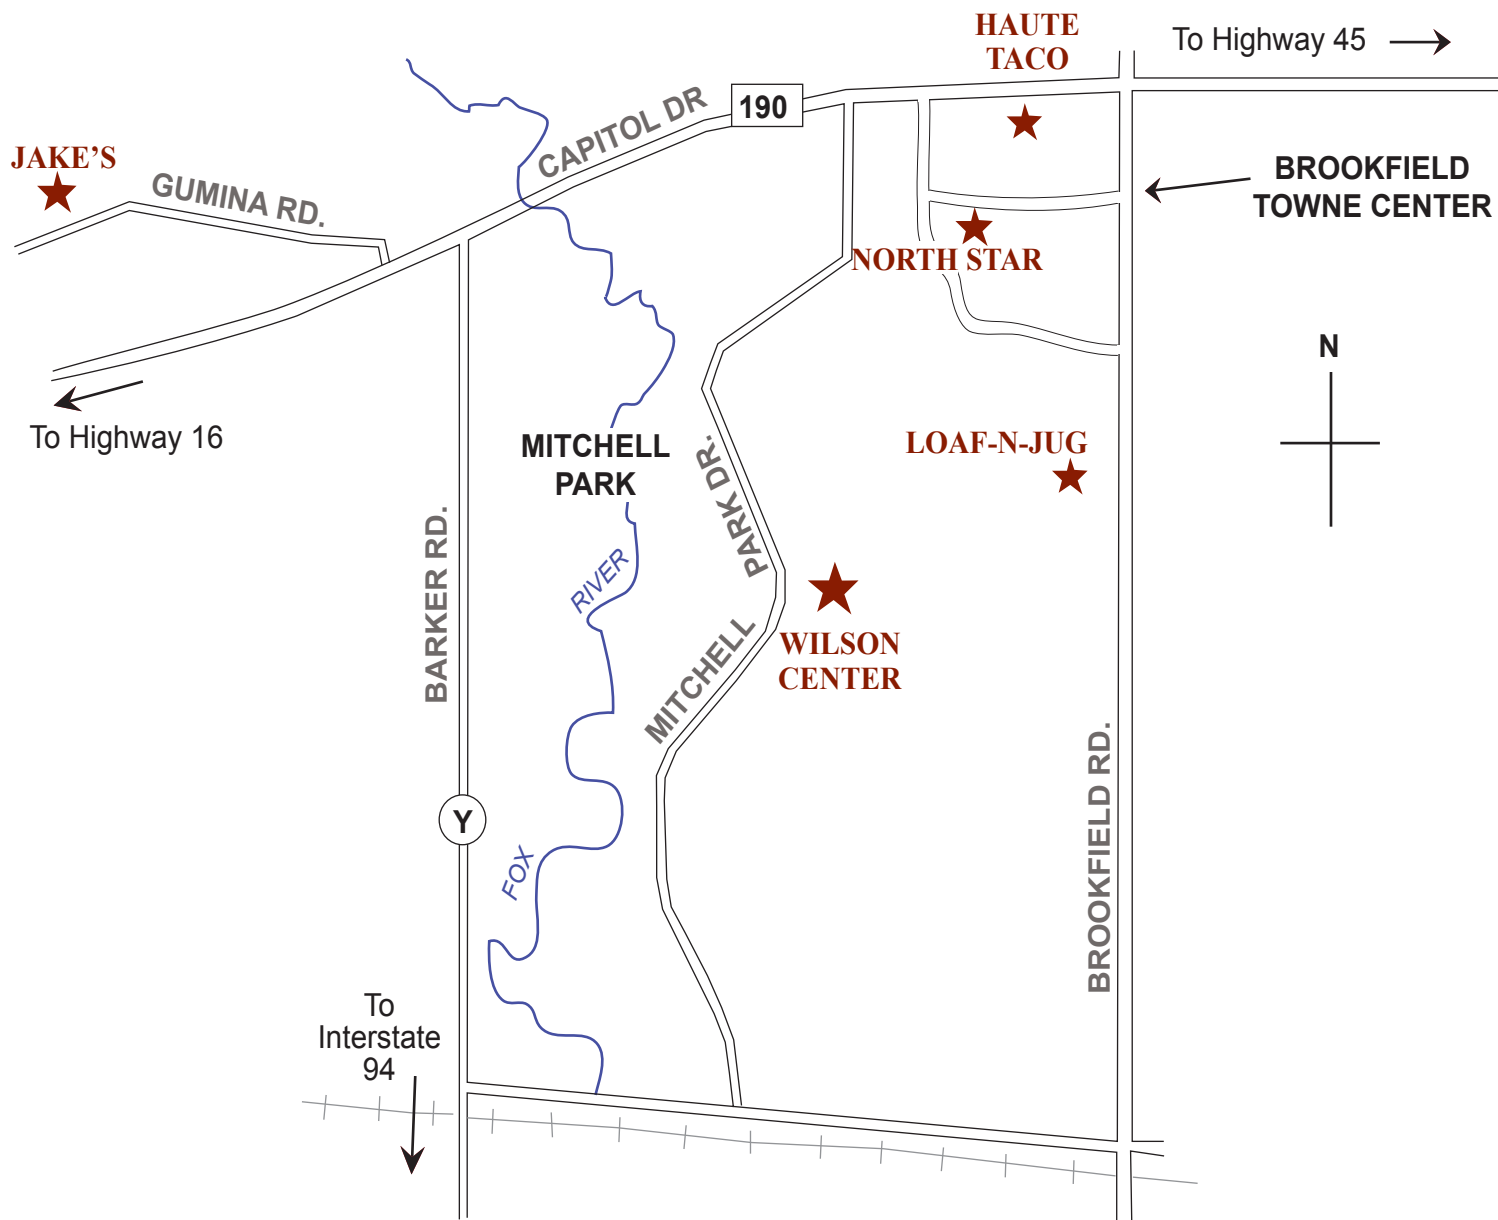 HAUTE
TACO
To Highway 45
190
CAPITOL DR
JAKE'S
GUMINA RD.
BROOKFIELD
TOWNE CENTER
NORTH STAR
N
To Highway 16
MITCHELL
PARK
LOAF-N-JUG
PARK DR.
BARKER RD.
RIVER
WILSON
CENTER
MITCHELL
BROOKFIELD RD.
Y
FOX
To
Interstate
94